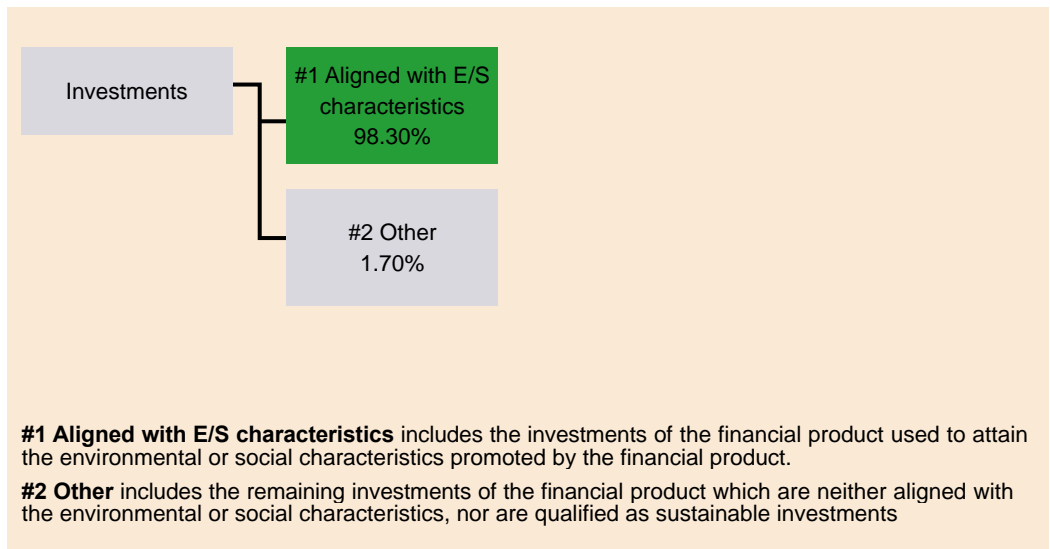 Investments
#1 Aligned with E/S
characteristics
98.30%
#2 Other
1.70%
#1 Aligned with E/S characteristics includes the investments of the financial product used to attain
the environmental or social characteristics promoted by the financial product.
#2 Other includes the remaining investments of the financial product which are neither aligned with
the environmental or social characteristics, nor are qualified as sustainable investments